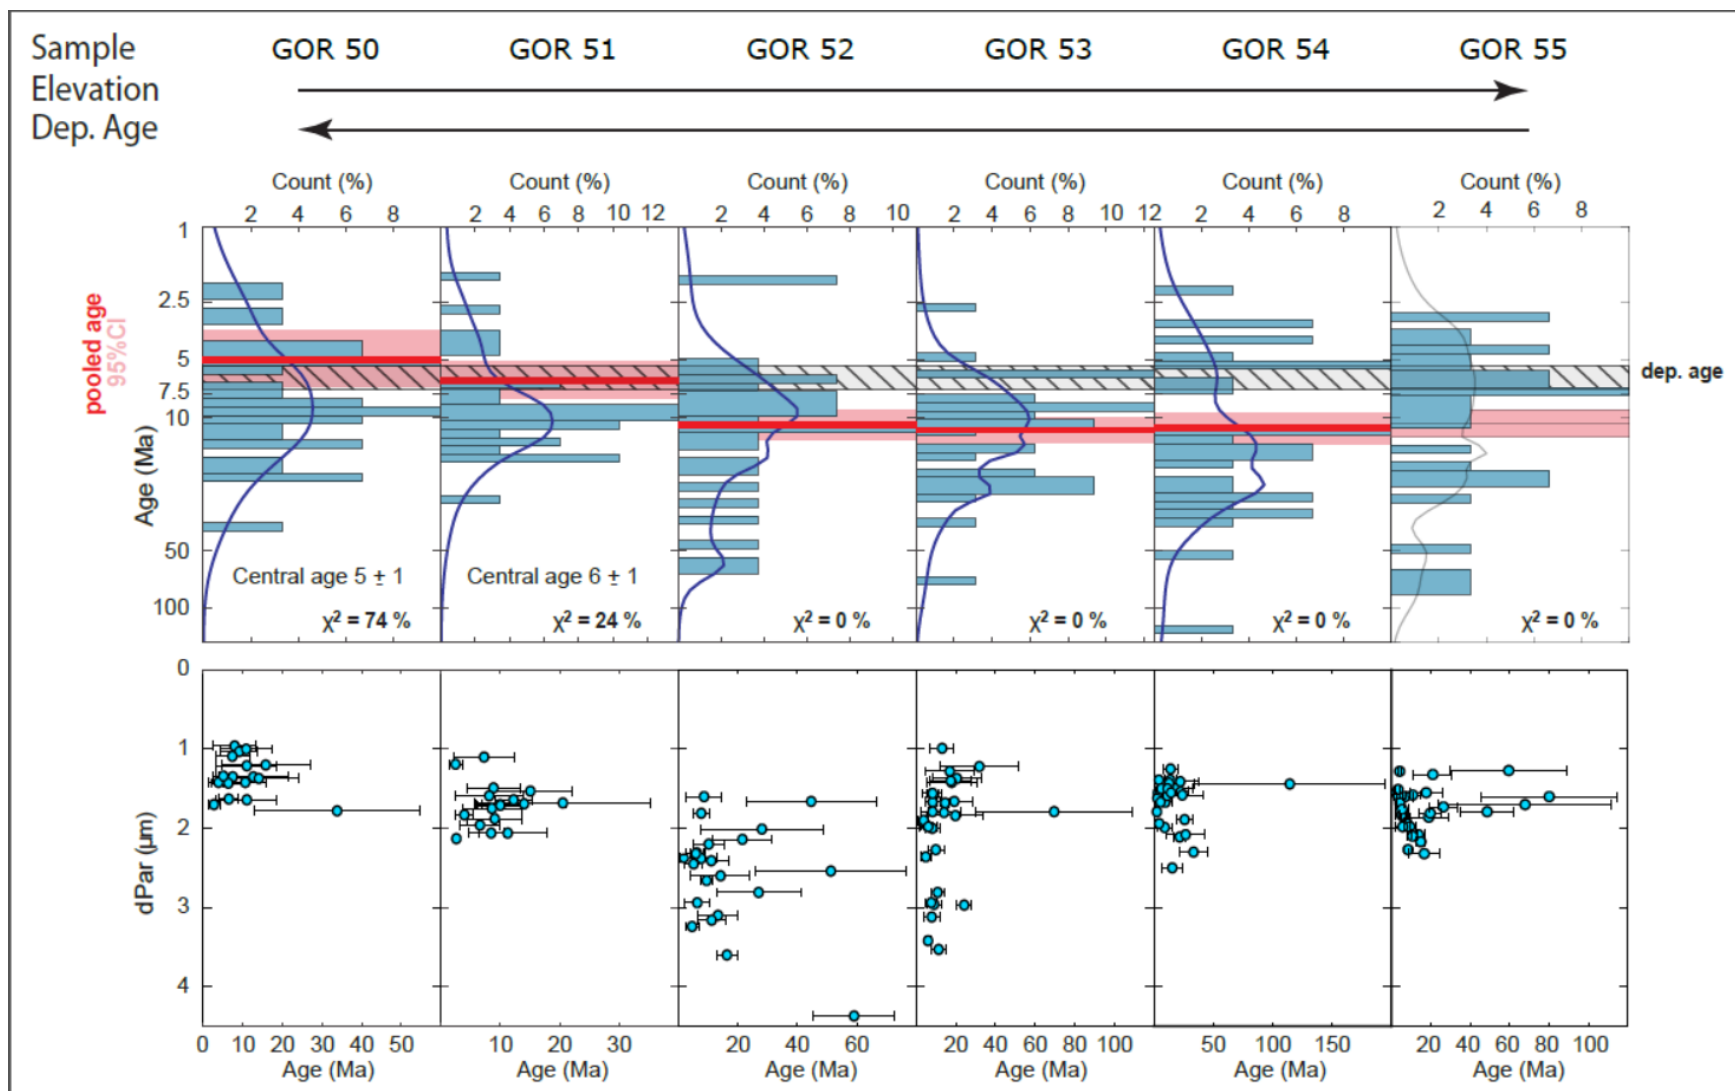 Sample GOR 50 GOR 51 GOR 52 GOR 53 GOR 54 GOR 55
Elevation
Dep. Age
Count (%) Count (%) Count (%) Count (%) Count (%) Count (%)
2 4 6 8 2 4 6 8 10 12 2 4 6 8 10 2 4 6 8 10 12 2 4 6 8 2 4 6 8
pooled age
95%CI
Age (Ma)
1
2.5
5
7.5
10
50
100
dep. age
Central age 5 ± 1 Central age 6 ± 1
χ² = 74 % χ² = 24 % χ² = 0 % χ² = 0 % χ² = 0 % χ² = 0 %
dPar (µm)
0
1
2
3
4
0 10 20 30 40 50 10 20 30 20 40 60 20 40 60 80 100 50 100 150 20 40 60 80 100
Age (Ma) Age (Ma) Age (Ma) Age (Ma) Age (Ma) Age (Ma)